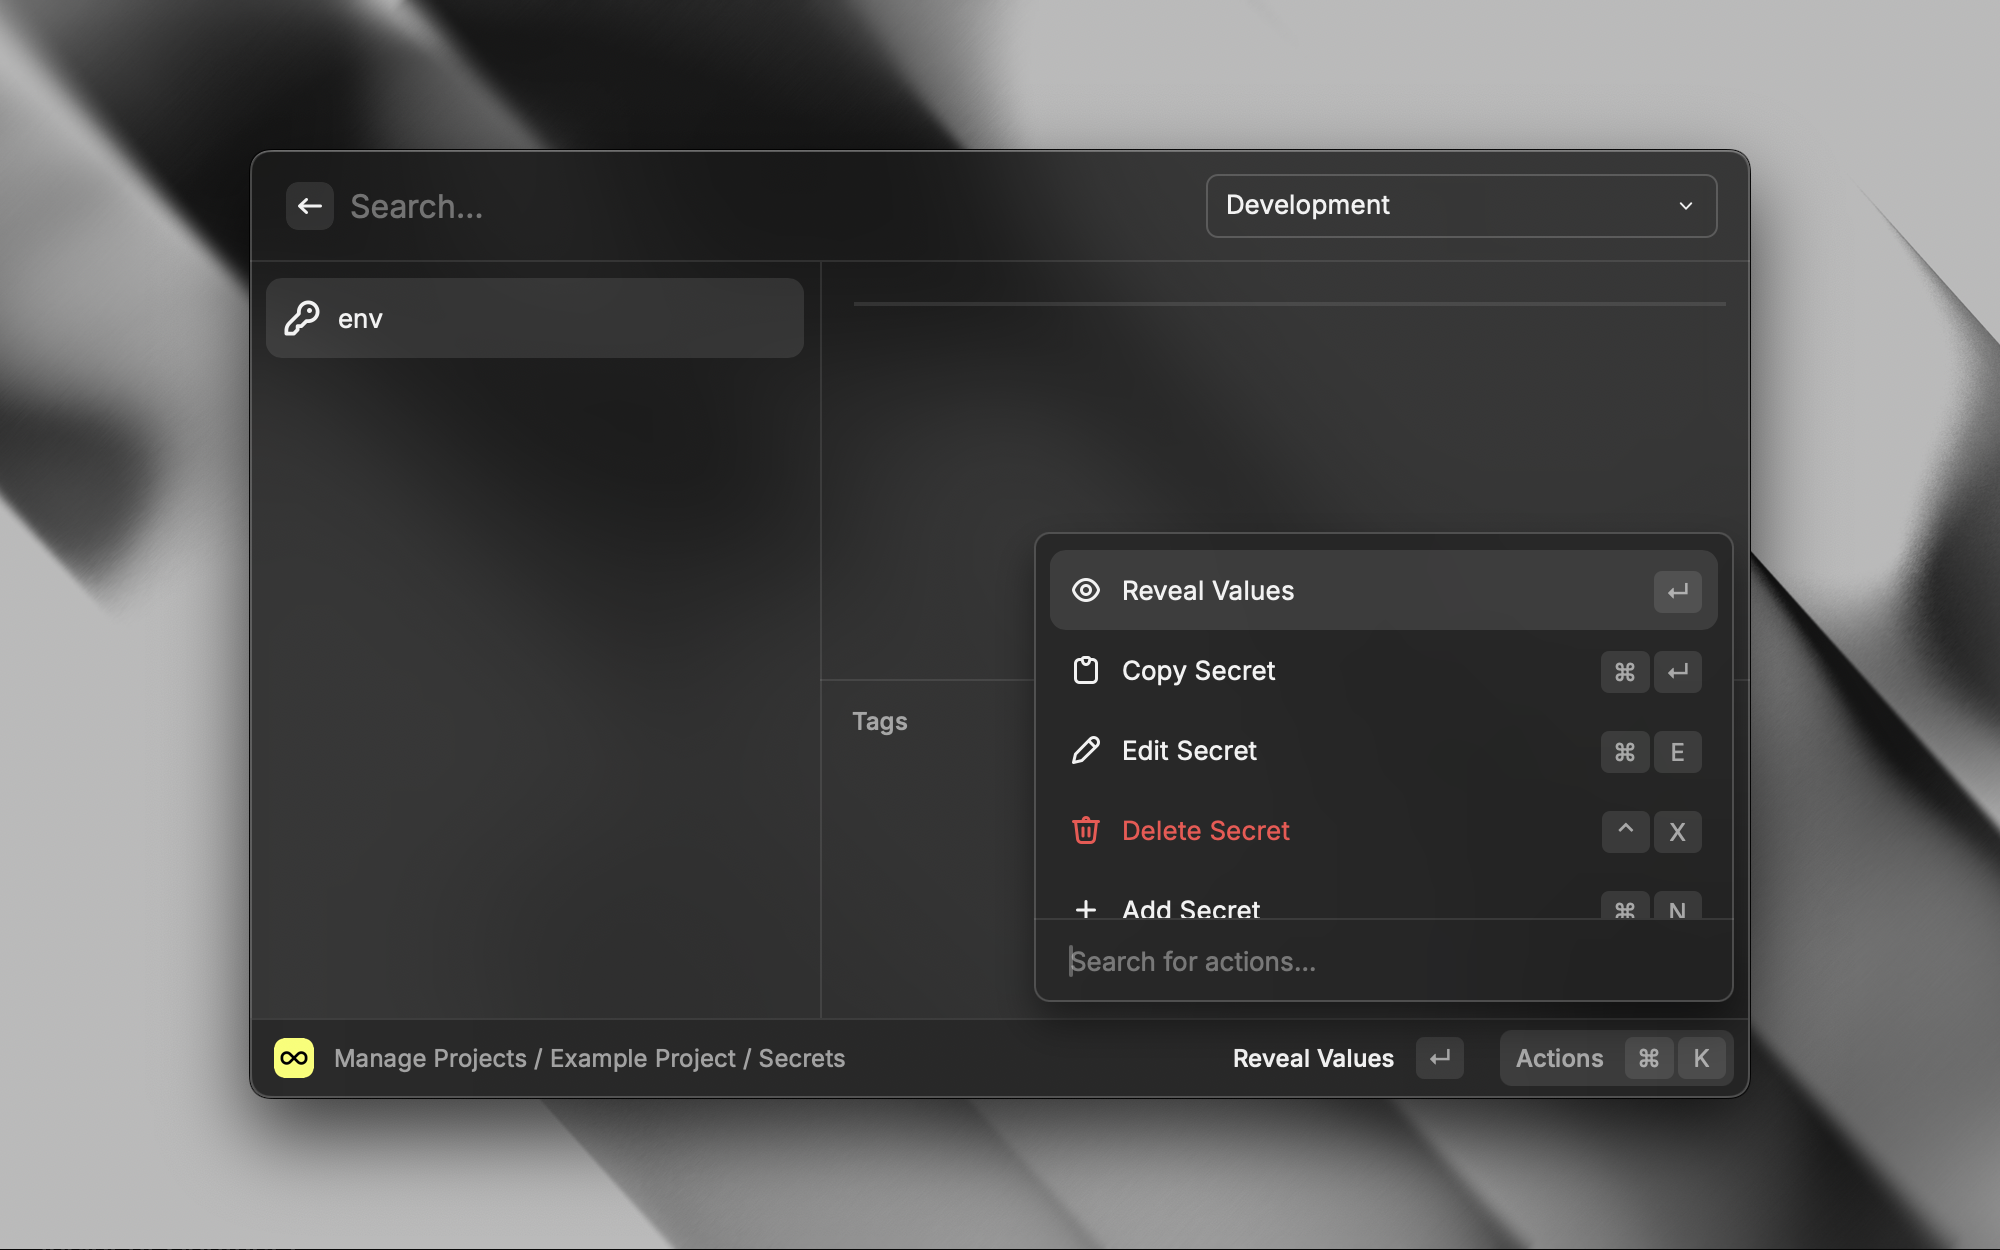 Search...
Development
env
Tags
Reveal Values ↵
Copy Secret ⌘ ↵
Edit Secret ⌘ E
Delete Secret ^ X
Add Secret ⌘ N
Search for actions...
Manage Projects / Example Project / Secrets
Reveal Values ↵
Actions ⌘ K